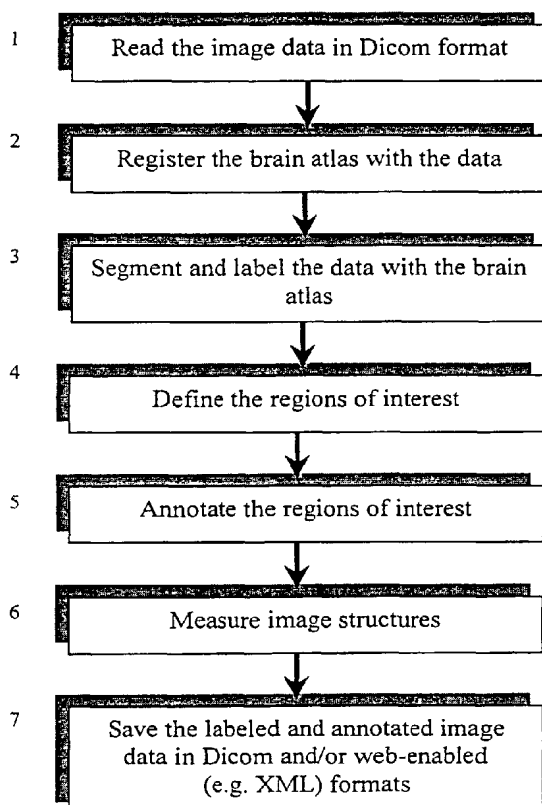 1
Read the image data in Dicom format
2
Register the brain atlas with the data
3
Segment and label the data with the brain
atlas
4
Define the regions of interest
5
Annotate the regions of interest
6
Measure image structures
7
Save the labeled and annotated image
data in Dicom and/or web-enabled
(e.g. XML) formats